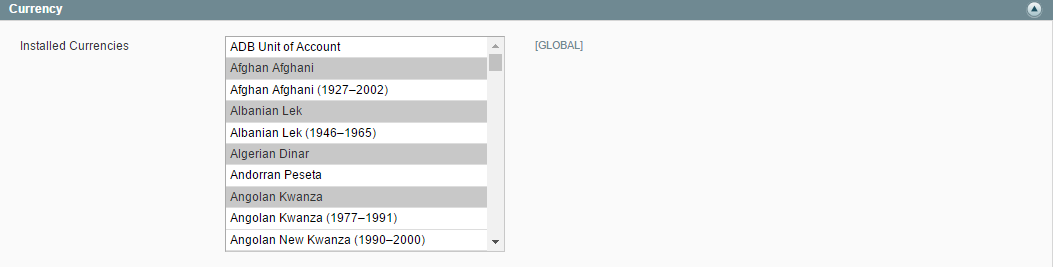 Currency
Installed Currencies
ADB Unit of Account
Afghan Afghani
Afghan Afghani (1927–2002)
Albanian Lek
Albanian Lek (1946–1965)
Algerian Dinar
Andorran Peseta
Angolan Kwanza
Angolan Kwanza (1977–1991)
Angolan New Kwanza (1990–2000)
[GLOBAL]